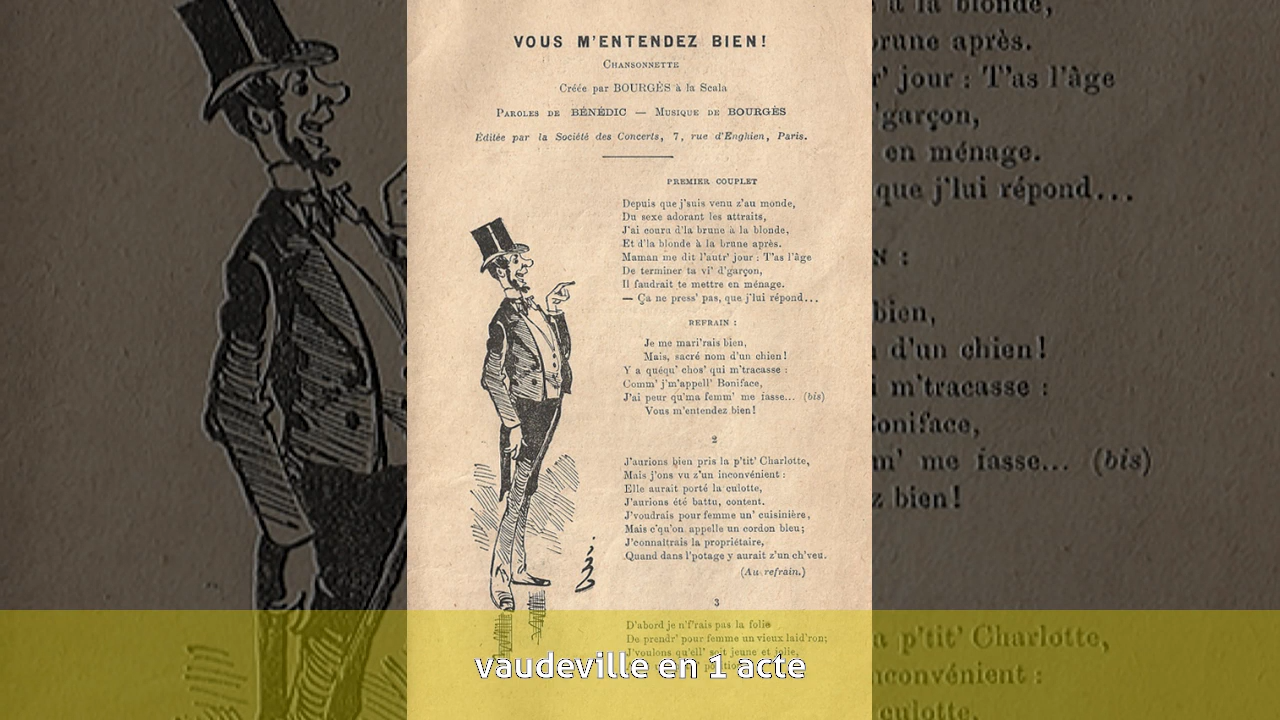 VOUS M'ENTENDEZ BIEN!
CHANSONNETTE
Créée par BOURGÈS à la Scala
PAROLES DE BÉNÉDIC — MUSIQUE DE BOURGÈS
Éditée par la Société des Concerts, 7, rue d'Enghien, Paris.
PREMIER COUPLET
Depuis que j'suis venu z'au monde,
Du sexe adorant les attraits,
J'ai couru d'la brune à la blonde,
Et d'la blonde à la brune après.
Maman me dit l'autr' jour : T'as l'âge
De terminer ta vi' d'garçon,
Il faudrait te mettre en ménage.
— Ça ne press' pas, que j'lui répond...
REFRAIN :
Je me mari'rais bien,
Mais, sacré nom d'un chien!
Y a quéqu' chos' qui m'tracasse :
Comm' j'm'appell' Boniface,
J'ai peur qu'ma femm' me fasse... (bis)
Vous m'entendez bien!
2
J'aurions bien pris la p'tit' Charlotte,
Mais j'ons vu z'un inconvénient :
Elle aurait porté la culotte,
J'aurions été battu, content.
J'voudrais pour femme un' cuisinière,
Mais c'qu'on appelle un cordon bleu;
J'connaîtrais la propriétaire,
Quand dans l'potage y aurait z'un ch'veu.
(Au refrain.)
3
D'abord je n'f'rais pas la folie
De prendr' pour femme un vieux laid'ron;
J'voulons qu'ell' soit jeune et jolie,
vaudeville en 1 acte